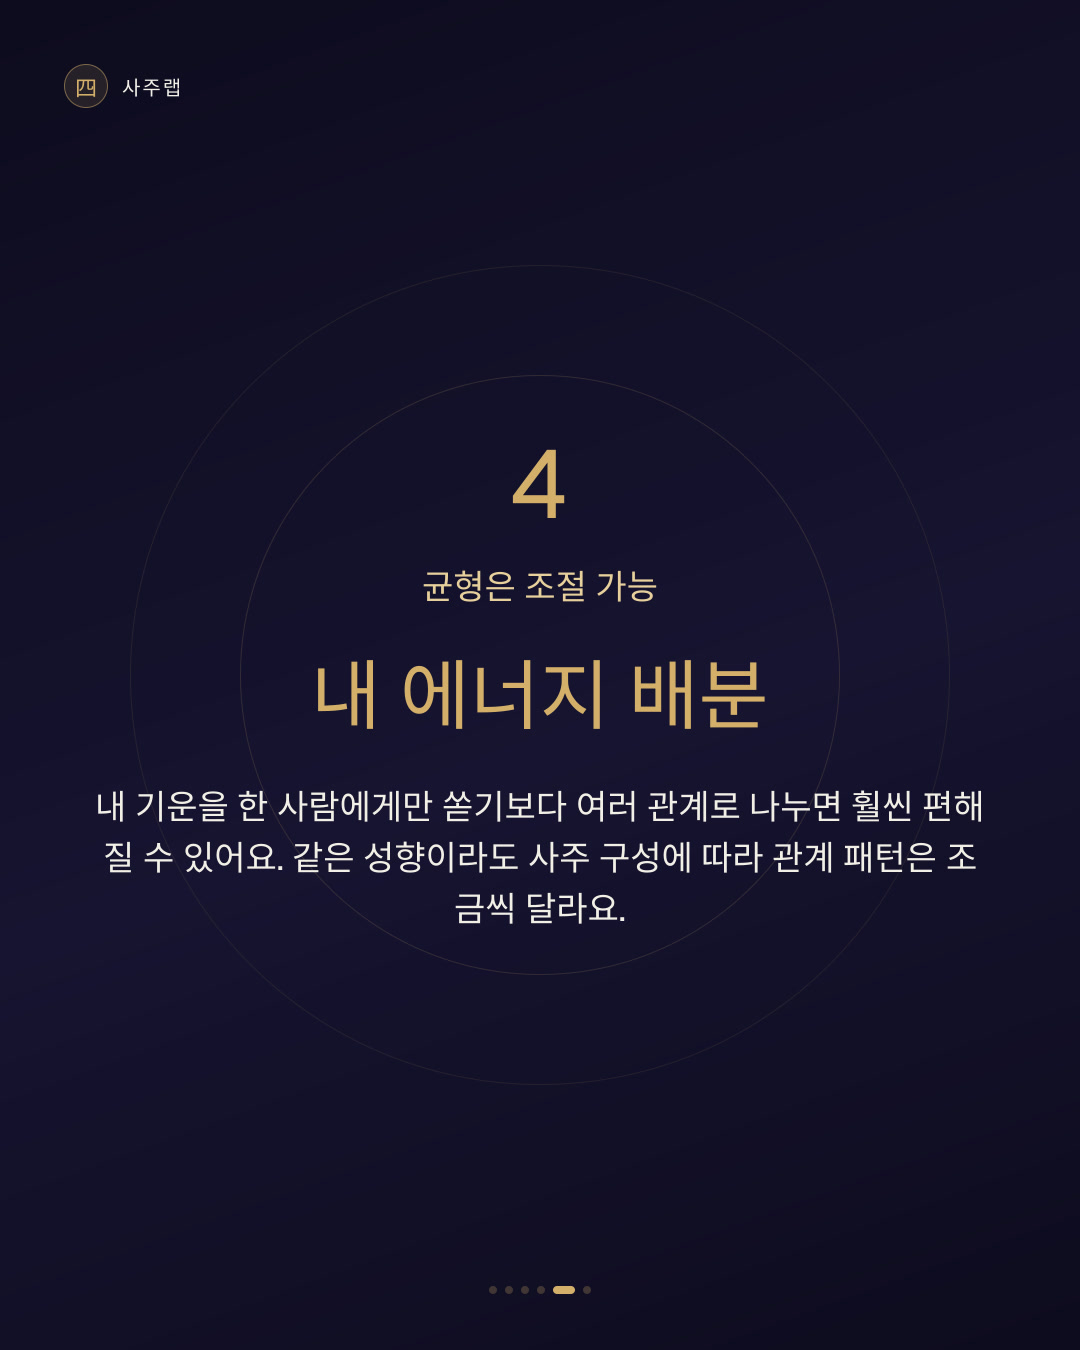 四 사주랩
4
균형은 조절 가능
내 에너지 배분
내 기운을 한 사람에게만 쏟기보다 여러 관계로 나누면 훨씬 편해
질 수 있어요. 같은 성향이라도 사주 구성에 따라 관계 패턴은 조
금씩 달라요.